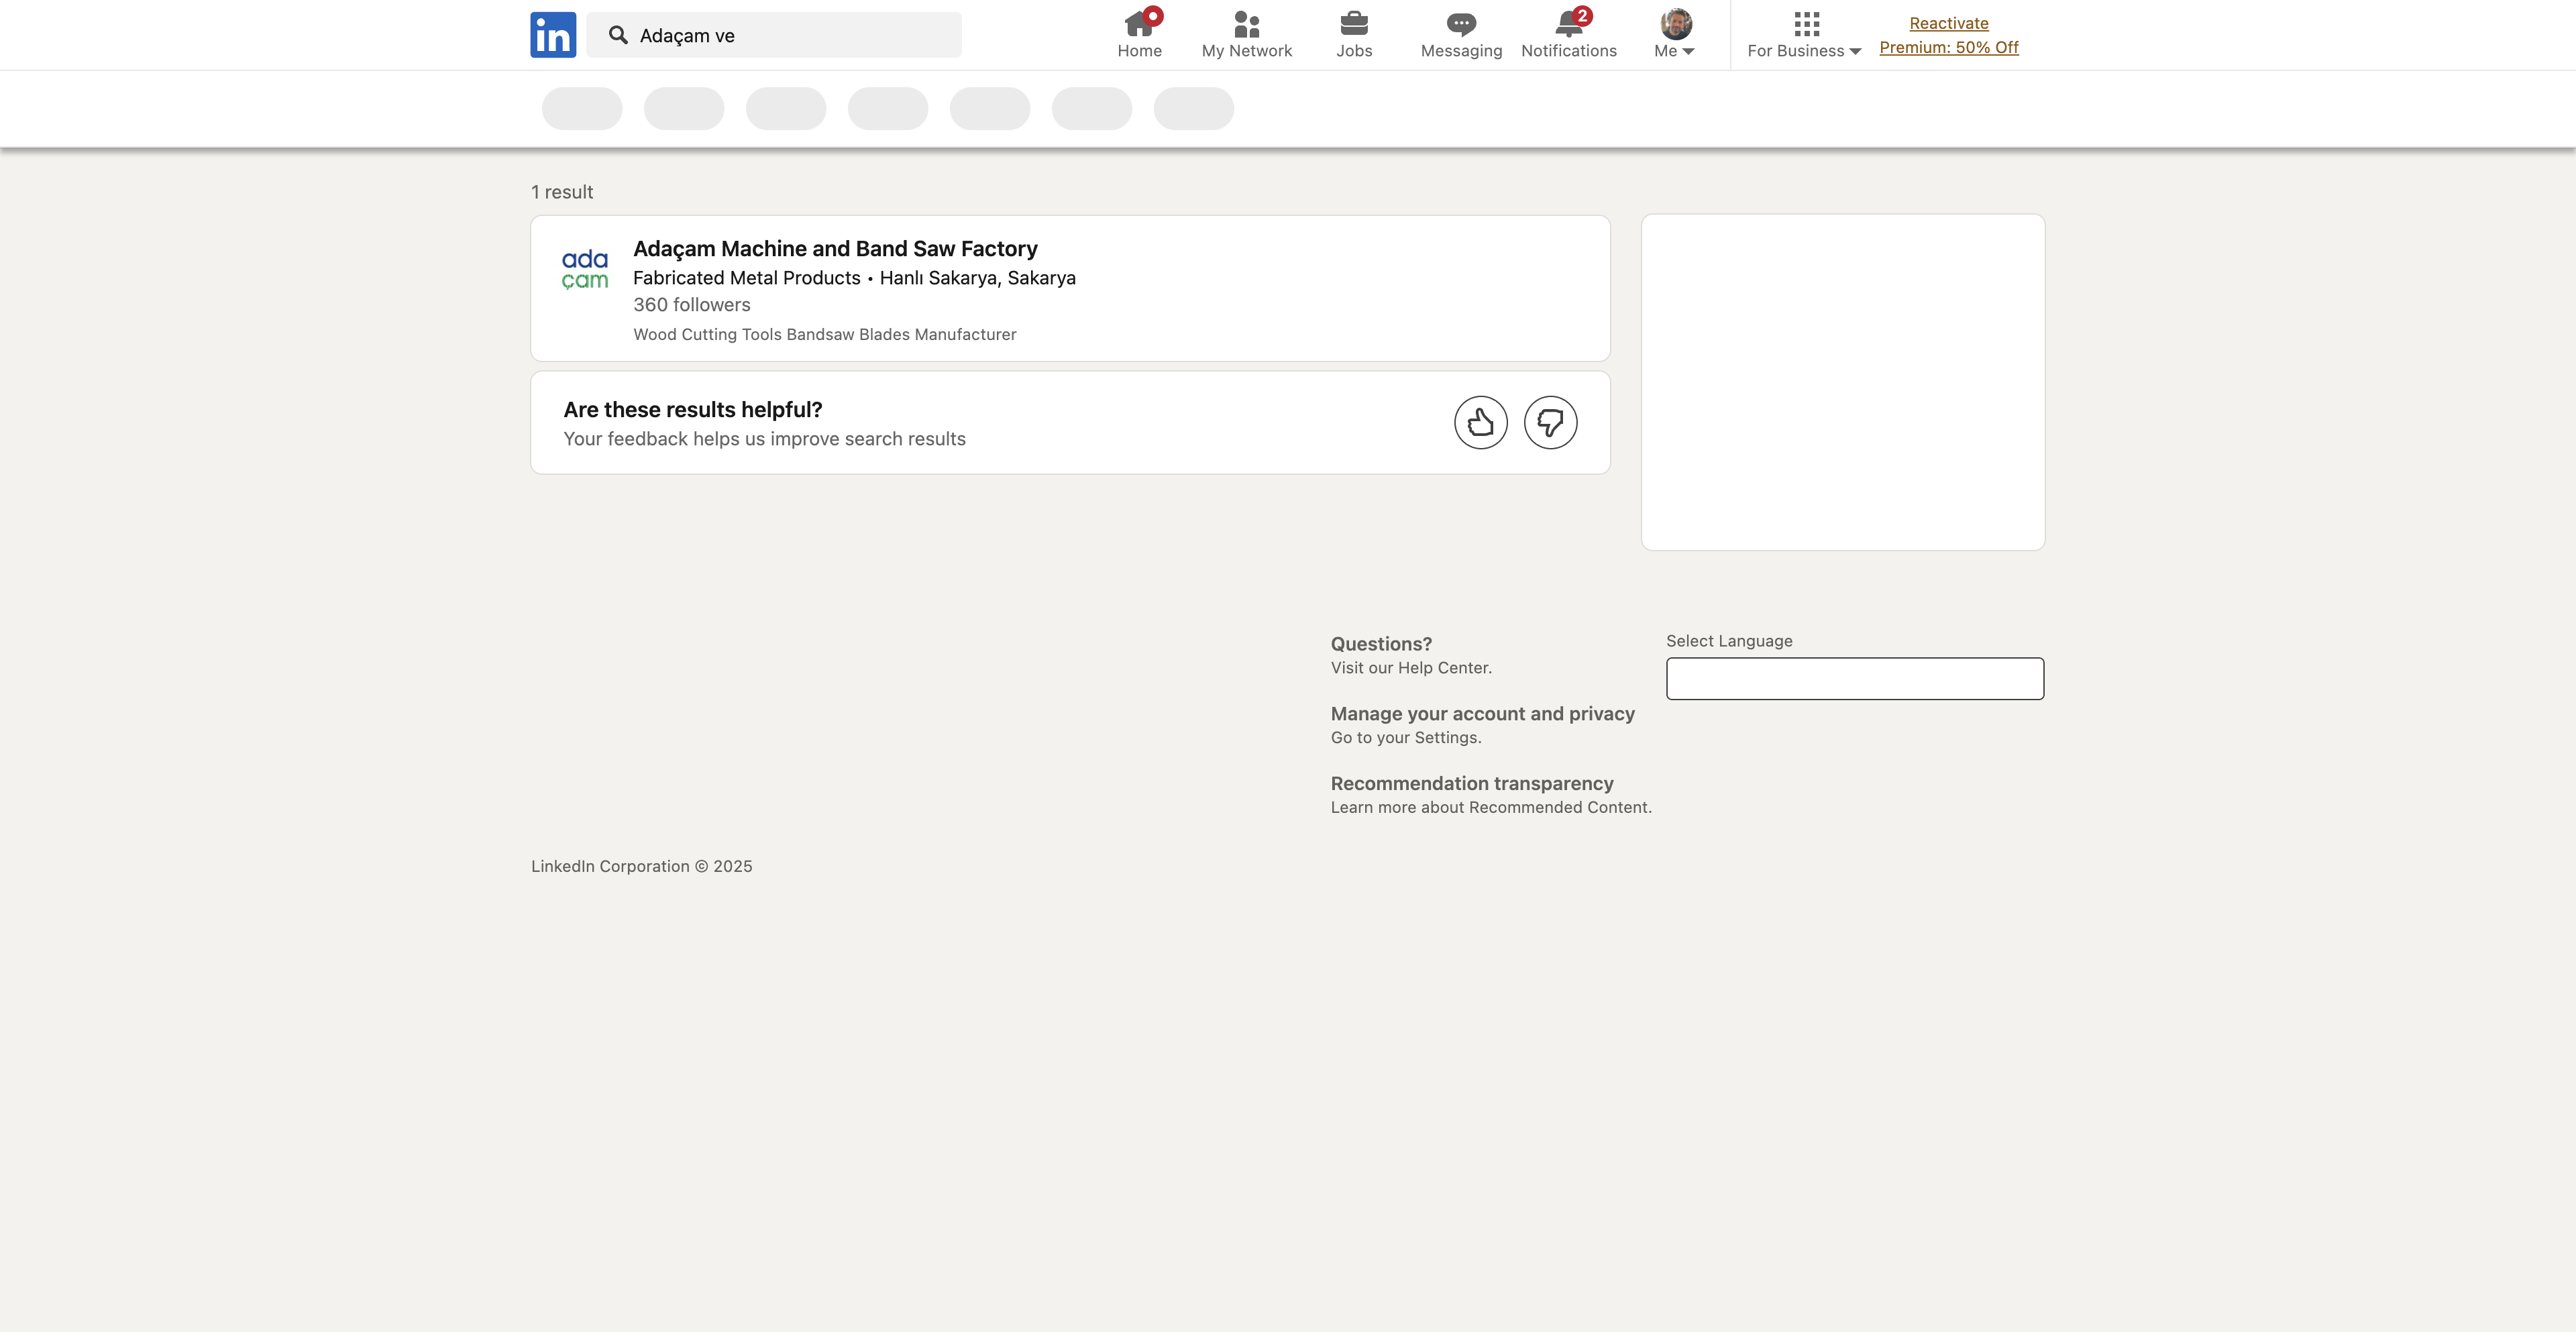 in
Adaçam ve
Home
My Network
Jobs
Messaging
2
Notifications
Me
For Business
Reactivate
Premium: 50% Off
1 result
ada
çam
Adaçam Machine and Band Saw Factory
Fabricated Metal Products • Hanlı Sakarya, Sakarya
360 followers
Wood Cutting Tools Bandsaw Blades Manufacturer
Are these results helpful?
Your feedback helps us improve search results
Questions?
Visit our Help Center.
Manage your account and privacy
Go to your Settings.
Recommendation transparency
Learn more about Recommended Content.
Select Language
LinkedIn Corporation © 2025